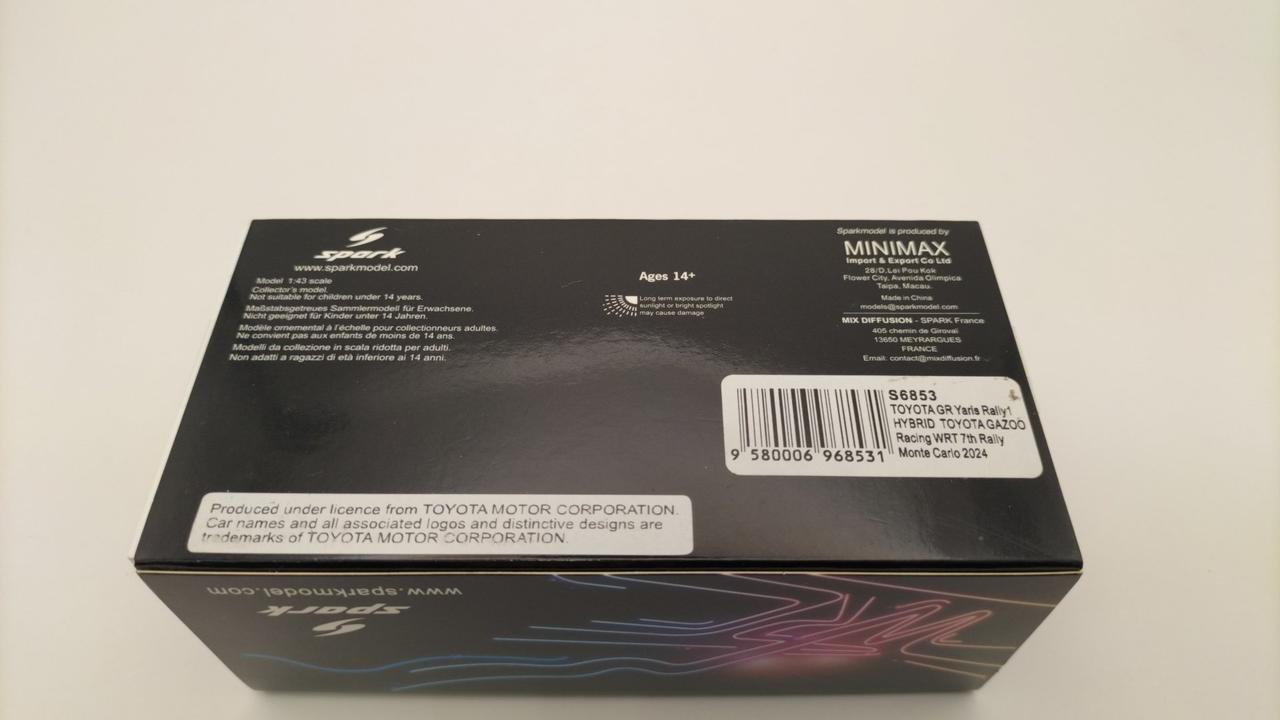 spark
www.sparkmodel.com
Model 1:43 scale
Collector's model.
Not suitable for children under 14 years.
Maßstabsgetreues Sammlermodell für Erwachsene.
Nicht geeignet für Kinder unter 14 Jahren.
Modèle ornemental à l'échelle pour collectionneurs adultes.
Ne convient pas aux enfants de moins de 14 ans.
Modelli da collezione in scala ridotta per adulti.
Non adatti a ragazzi di età inferiore ai 14 anni.
Ages 14+
Long term exposure to direct
sunlight or bright spotlight
may cause damage
Sparkmodel is produced by
MINIMAX
Import & Export Co Ltd
28/D,Lei Pou Kok
Flower City, Avenida Olimpica
Taipa, Macau.
Made in China
models@sparkmodel.com
MIX DIFFUSION - SPARK France
405 chemin de Giroval
13650 MEYRARGUES
FRANCE
Email: contact@mixdiffusion.fr
S6853
TOYOTA GR Yaris Rally1
HYBRID TOYOTA GAZOO
Racing WRT 7th Rally
Monte Carlo 2024
9 580006 968531
Produced under licence from TOYOTA MOTOR CORPORATION.
Car names and all associated logos and distinctive designs are
trademarks of TOYOTA MOTOR CORPORATION.
www.sparkmodel.com
spark